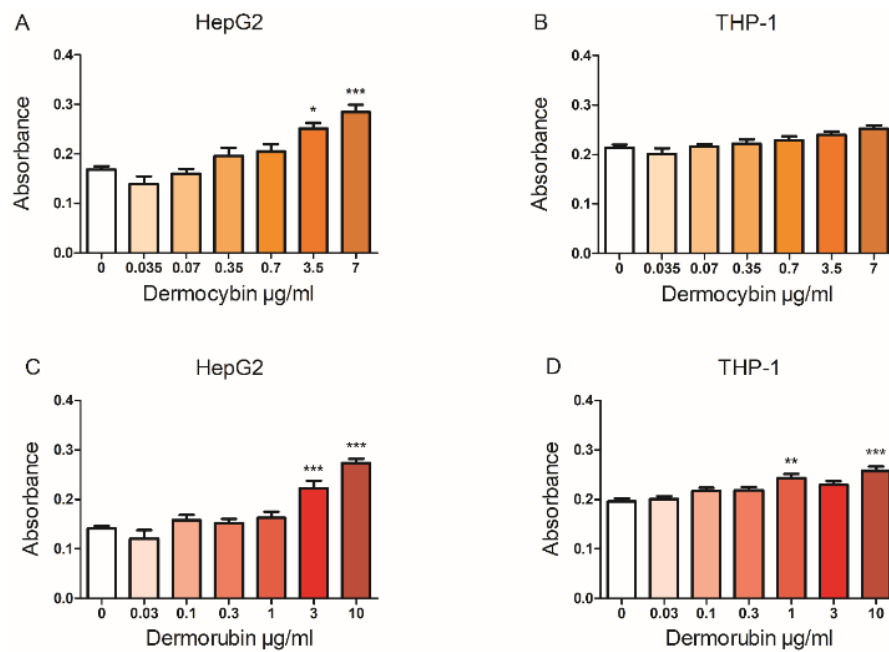 A
HepG2
Absorbance
0.4
0.3
0.2
0.1
0.0
* ***
0 0.035 0.07 0.35 0.7 3.5 7
Dermocybin µg/ml
B
THP-1
Absorbance
0.4
0.3
0.2
0.1
0.0
0 0.035 0.07 0.35 0.7 3.5 7
Dermocybin µg/ml
C
HepG2
Absorbance
0.4
0.3
0.2
0.1
0.0
*** ***
0 0.03 0.1 0.3 1 3 10
Dermorubin µg/ml
D
THP-1
Absorbance
0.4
0.3
0.2
0.1
0.0
** ***
0 0.03 0.1 0.3 1 3 10
Dermorubin µg/ml